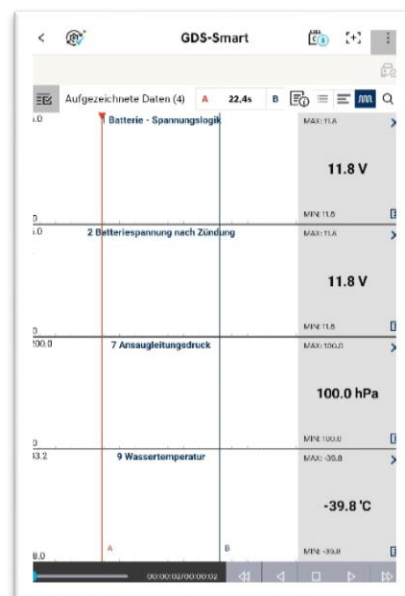 GDS-Smart
Aufgezeichnete Daten (4) A 22,4s B
1 Batterie - Spannungslogik
MAX: 11.8
11.8 V
MIN: 11.8
2 Batteriespannung nach Zündung
MAX: 11.8
11.8 V
MIN: 11.8
200.0
7 Ansaugleitungsdruck
MAX: 100.0
100.0 hPa
MIN: 100.0
9 Wassertemperatur
MAX: -39.8
-39.8 ℃
A B
MIN: -39.8
00:00:02/00:00:02